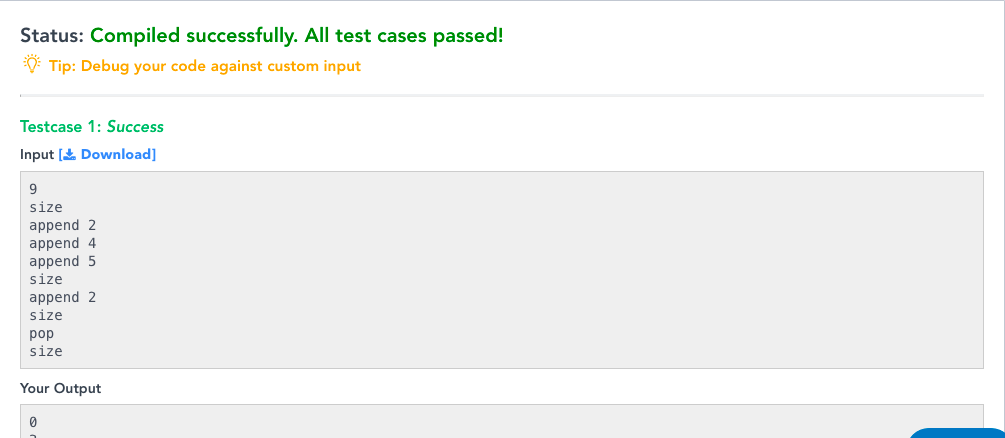 Status: Compiled successfully. All test cases passed!
Tip: Debug your code against custom input
Testcase 1: Success
Input [ Download]
9
size
append 2
append 4
append 5
size
append 2
size
pop
size
Your Output
0